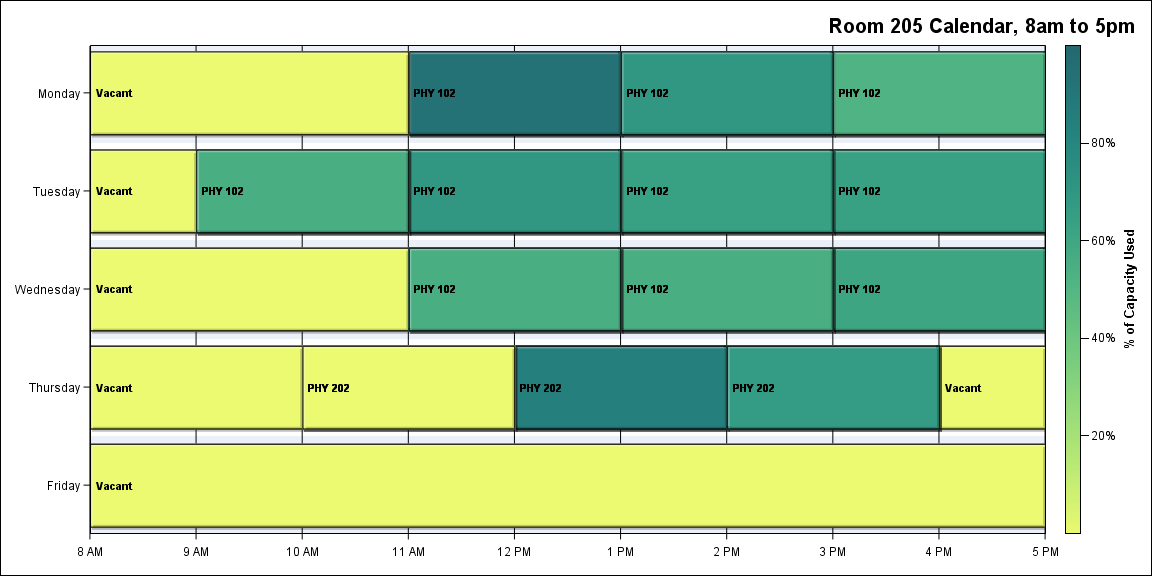 Room 205 Calendar, 8am to 5pm
Monday
Vacant
PHY 102
PHY 102
PHY 102
Tuesday
Vacant
PHY 102
PHY 102
PHY 102
PHY 102
Wednesday
Vacant
PHY 102
PHY 102
PHY 102
Thursday
Vacant
PHY 202
PHY 202
PHY 202
Vacant
Friday
Vacant
8 AM
9 AM
10 AM
11 AM
12 PM
1 PM
2 PM
3 PM
4 PM
5 PM
80%
60%
40%
20%
% of Capacity Used